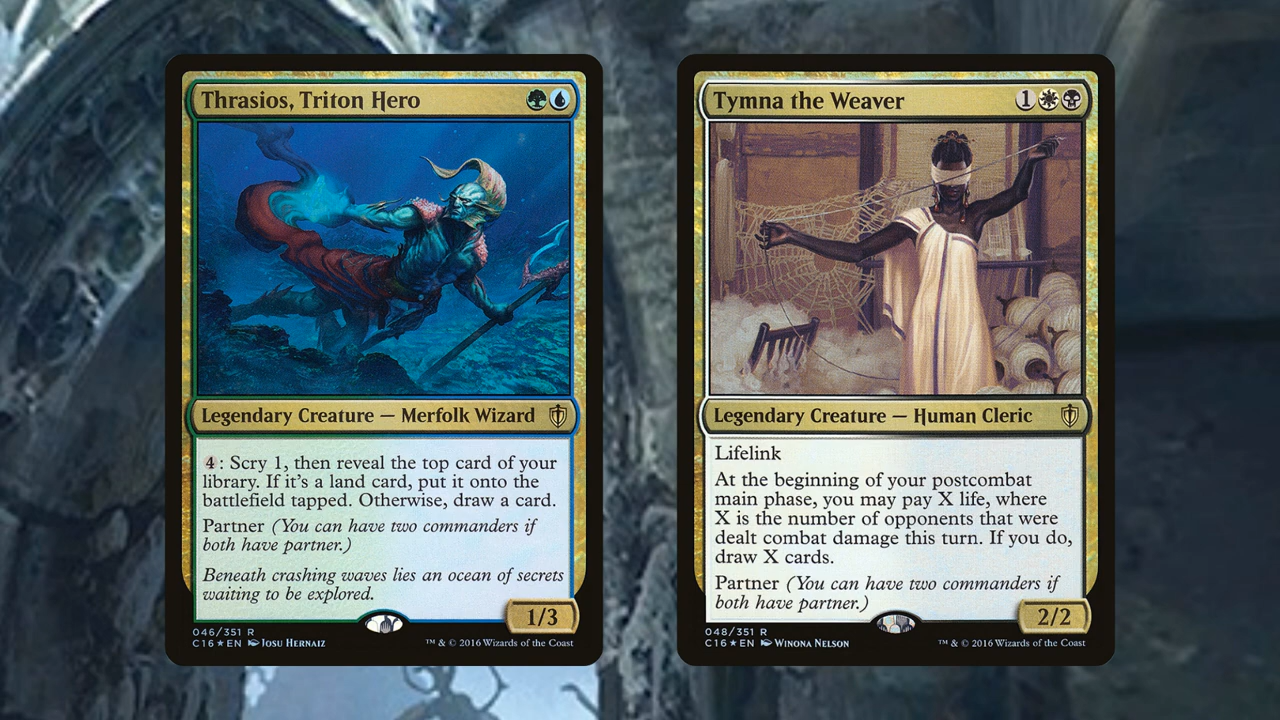 Thrasios, Triton Hero
Legendary Creature — Merfolk Wizard
4: Scry 1, then reveal the top card of your
library. If it's a land card, put it onto the
battlefield tapped. Otherwise, draw a card.
Partner (You can have two commanders if
both have partner.)
Beneath crashing waves lies an ocean of secrets
waiting to be explored.
1/3
046/351 R
C16★EN Josu Hernaiz
™ & © 2016 Wizards of the Coast
Tymna the Weaver 1
Legendary Creature — Human Cleric
Lifelink
At the beginning of your postcombat
main phase, you may pay X life, where
X is the number of opponents that were
dealt combat damage this turn. If you do,
draw X cards.
Partner (You can have two commanders if
both have partner.)
2/2
048/351 R
C16★EN Winona Nelson
™ & © 2016 Wizards of the Coast